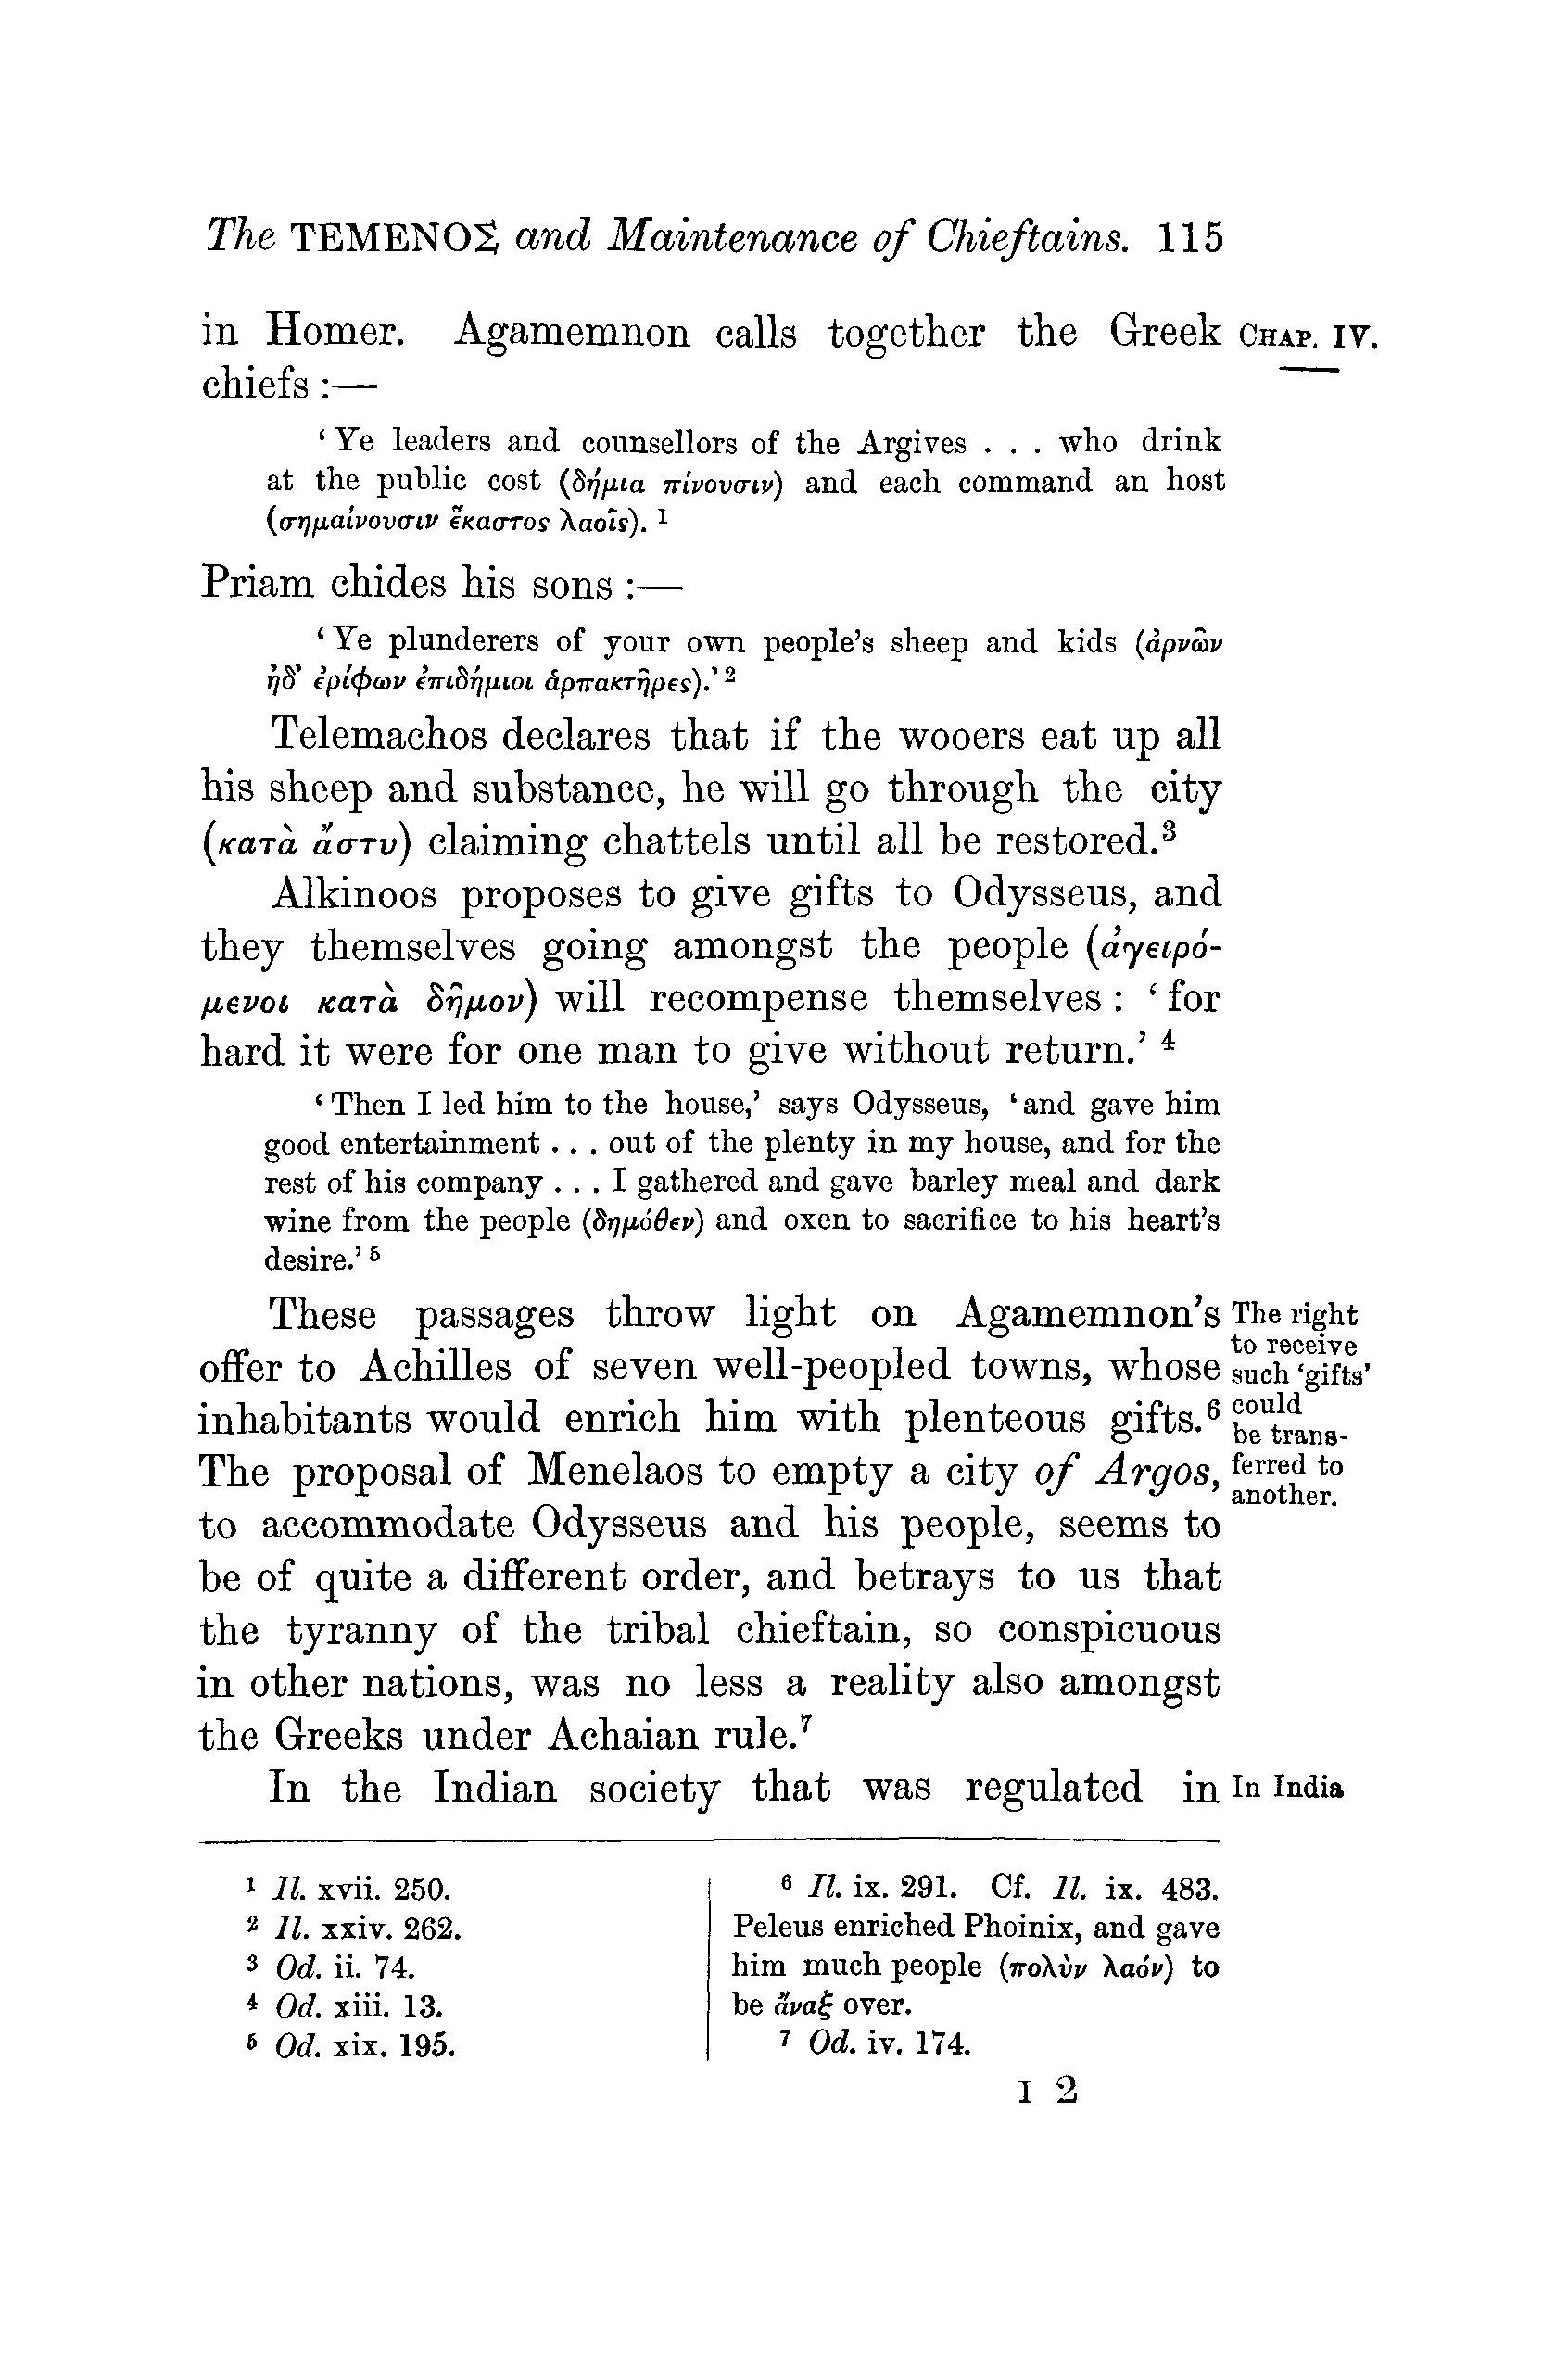 The ΤΕΜΕΝΟΣ and Maintenance of Chieftains. 115
in Homer. Agamemnon calls together the Greek
CHAP. IV.
chiefs :—
‘ Ye leaders and counsellors of the Argives . . . who drink
at the public cost (δήμια πίνουσιν) and each command an host
(σημαίνουσιν ἕκαστος λαοῖς). 1
Priam chides his sons :—
‘ Ye plunderers of your own people’s sheep and kids (ἀρνῶν
ἠδ’ ἐρίφων ἐπιδήμιοι ἁρπακτῆρες).’ 2
Telemachos declares that if the wooers eat up all
his sheep and substance, he will go through the city
(κατὰ ἄστυ) claiming chattels until all be restored.3
Alkinoos proposes to give gifts to Odysseus, and
they themselves going amongst the people (ἀγειρό-
μενοι κατὰ δῆμον) will recompense themselves : ‘ for
hard it were for one man to give without return.’ 4
‘ Then I led him to the house,’ says Odysseus, ‘ and gave him
good entertainment . . . out of the plenty in my house, and for the
rest of his company . . . I gathered and gave barley meal and dark
wine from the people (δημόθεν) and oxen to sacrifice to his heart’s
desire.’ 5
These passages throw light on Agamemnon’s
offer to Achilles of seven well-peopled towns, whose
inhabitants would enrich him with plenteous gifts.6
The proposal of Menelaos to empty a city of Argos,
to accommodate Odysseus and his people, seems to
be of quite a different order, and betrays to us that
the tyranny of the tribal chieftain, so conspicuous
in other nations, was no less a reality also amongst
the Greeks under Achaian rule.7
The right
to receive
such ‘gifts’
could
be trans-
ferred to
another.
In the Indian society that was regulated in
In India
1 Il. xvii. 250.
2 Il. xxiv. 262.
3 Od. ii. 74.
4 Od. xiii. 13.
5 Od. xix. 195.
6 Il. ix. 291. Cf. Il. ix. 483.
Peleus enriched Phoinix, and gave
him much people (πολὺν λαόν) to
be ἄναξ over.
7 Od. iv. 174.
I 2